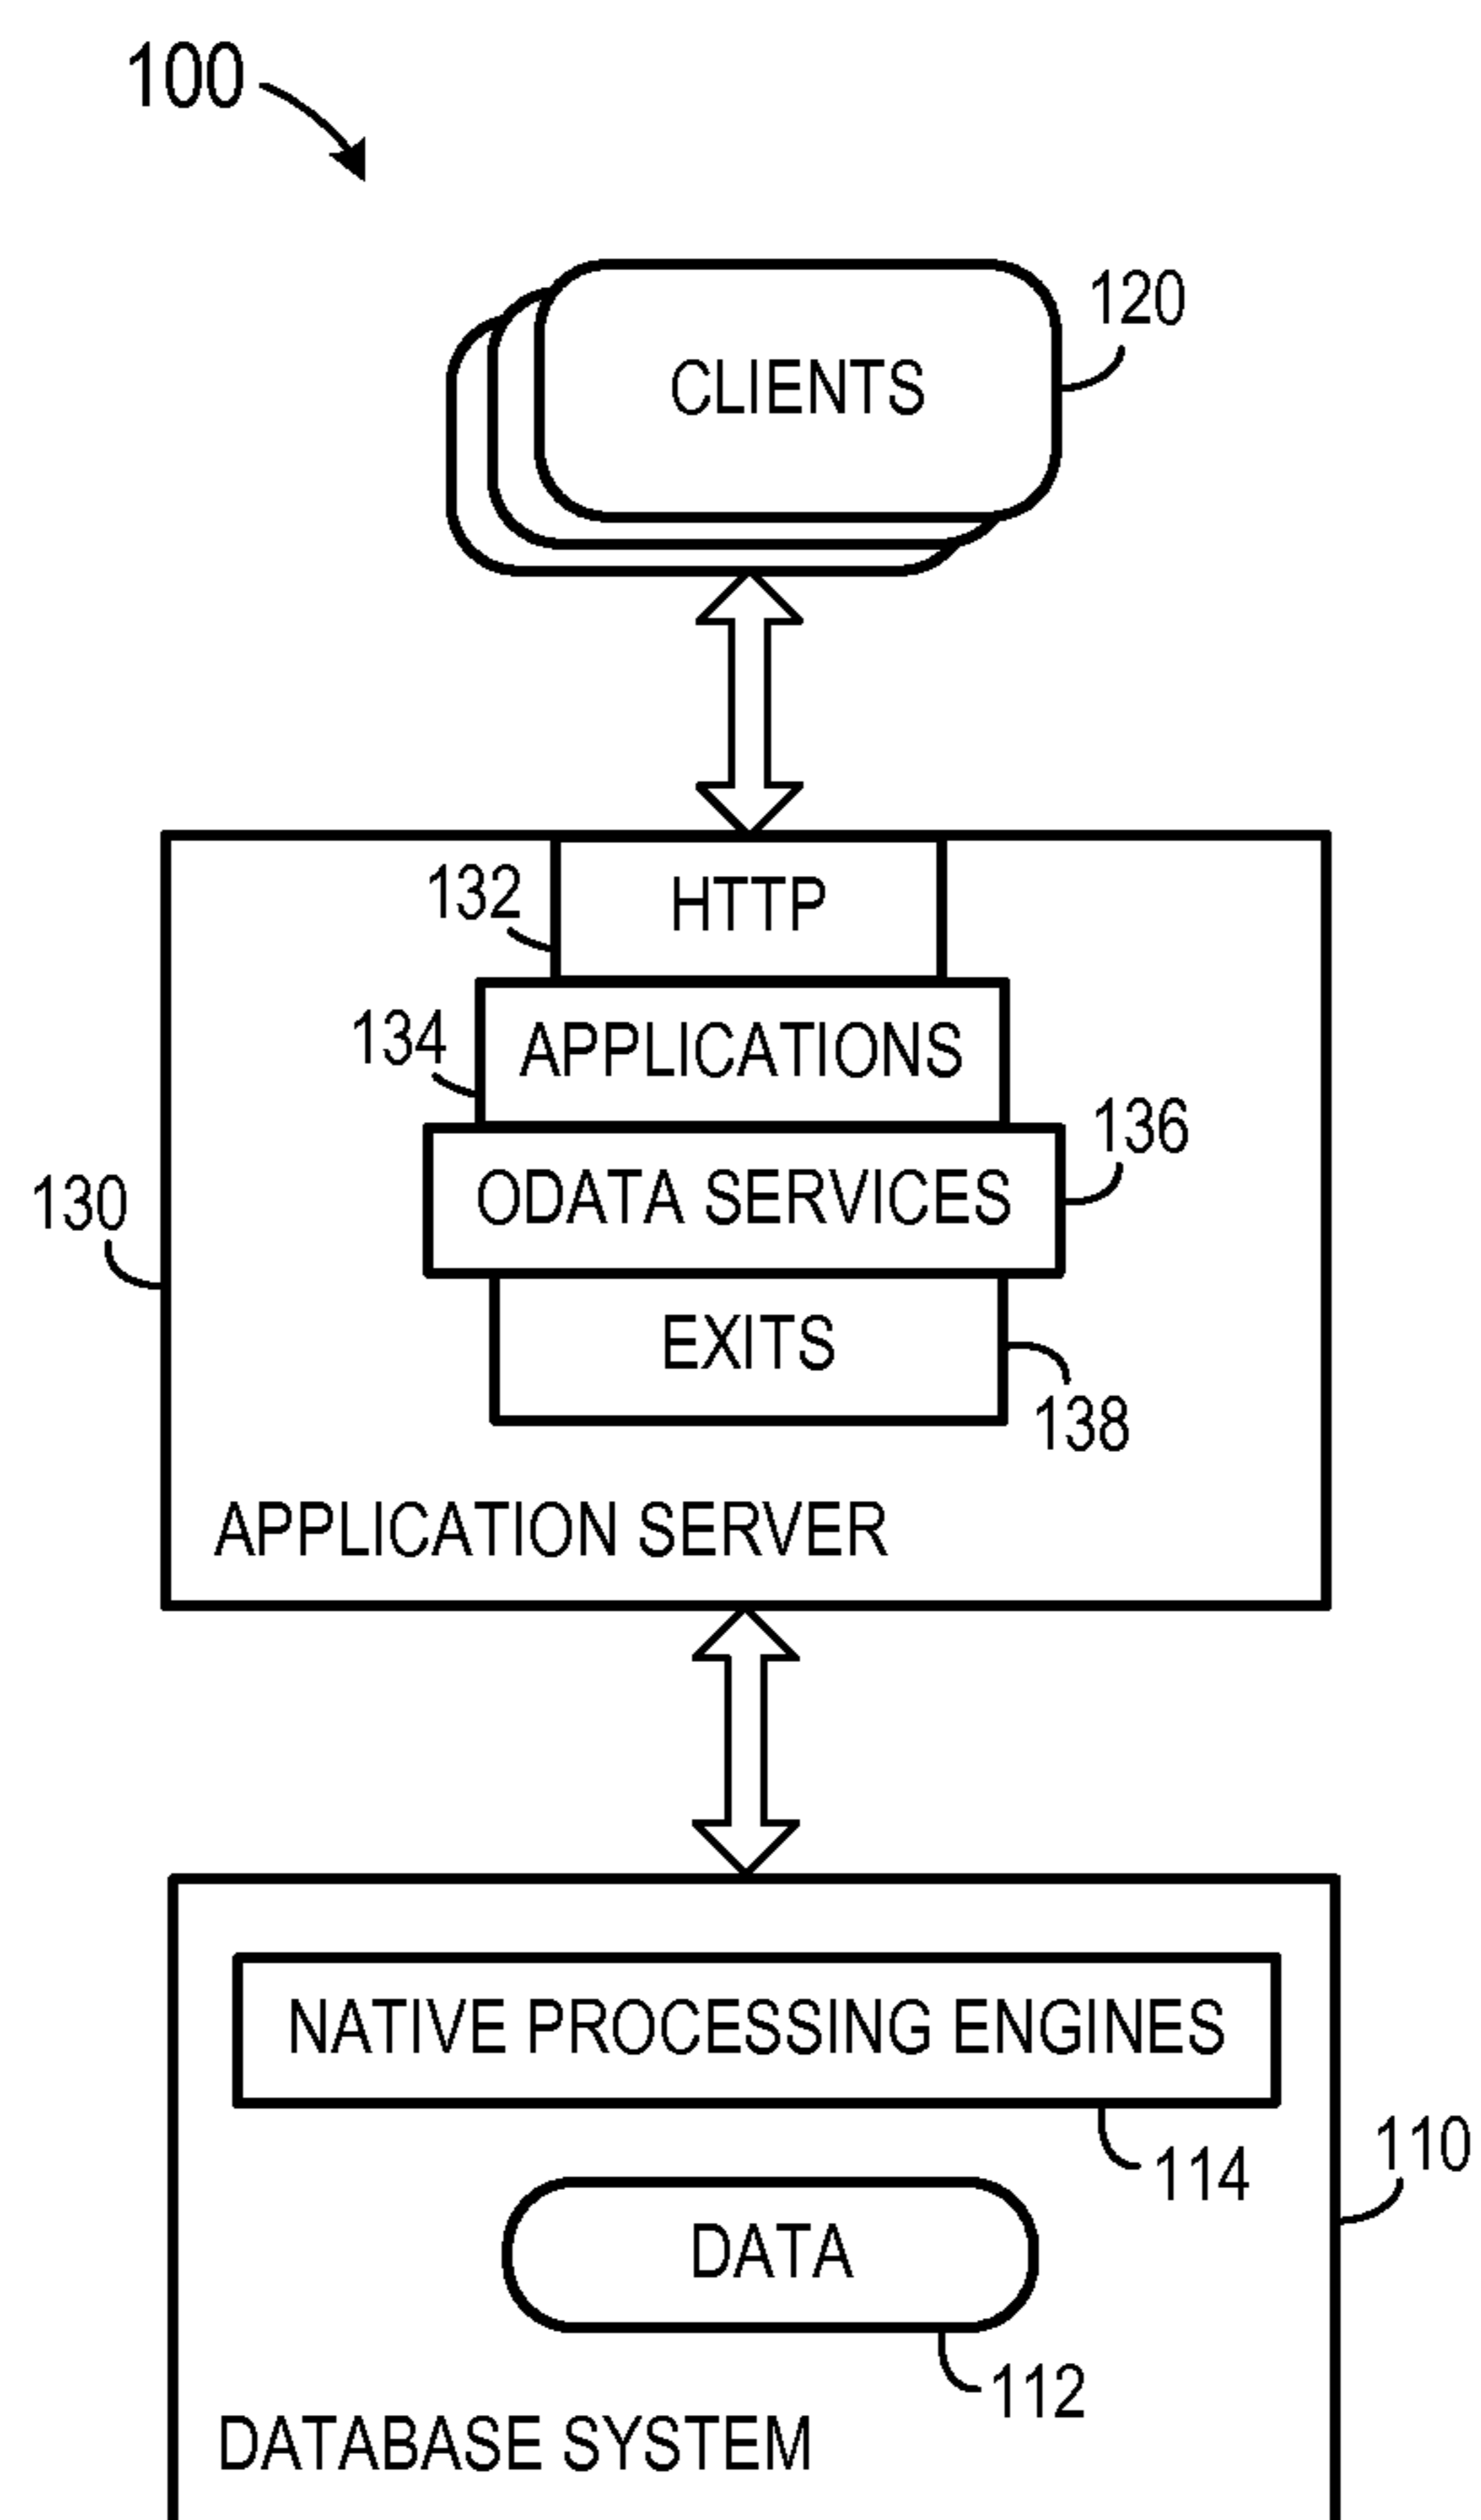 100
120
CLIENTS
132
HTTP
134
APPLICATIONS
136
130
ODATA SERVICES
EXITS
138
APPLICATION SERVER
NATIVE PROCESSING ENGINES
110
114
DATA
112
DATABASE SYSTEM